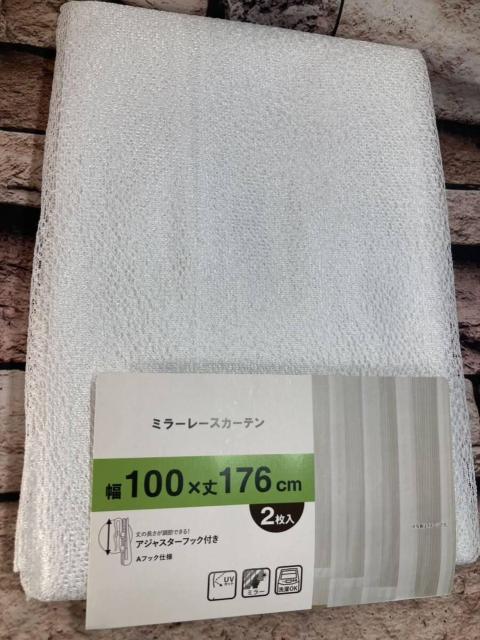 ミラーレースカーテン
幅100×丈176cm
2枚入
丈の長さが調節できる!
アジャスターフック付き
Aフック仕様
UV
ミラー
洗濯OK